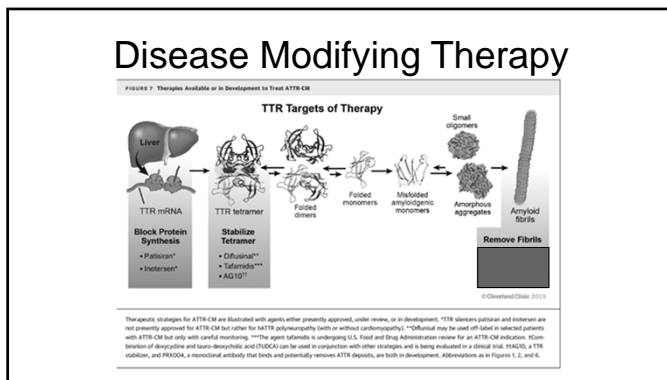 Disease Modifying Therapy
FIGURE 7 Therapies Available or in Development to Treat ATTR-CM
TTR Targets of Therapy
Liver
TTR mRNA
Block Protein
Synthesis
• Patisiran*
• Inotersen*
TTR tetramer
Stabilize
Tetramer
• Diflusinal**
• Tafamidis***
• AG10††
Folded
dimers
Folded
monomers
Misfolded
amyloidgenic
monomers
Small
oligomers
Amorphous
aggregates
Amyloid
fibrils
Remove Fibrils
©Cleveland Clinic 2019
Therapeutic strategies for ATTR-CM are illustrated with agents either presently approved, under review, or in development. *TTR silencers patisiran and inotersen are
not presently approved for ATTR-CM but rather for hATTR polyneuropathy (with or without cardiomyopathy). **Diflunisal may be used off-label in selected patients
with ATTR-CM but only with careful monitoring. ***The agent tafamidis is undergoing U.S. Food and Drug Administration review for an ATTR-CM indication. †Com-
bination of doxycycline and tauro-deoxycholic acid (TUDCA) can be used in conjunction with other strategies and is being evaluated in a clinical trial. ††AG10, a TTR
stabilizer, and PRX004, a monoclonal antibody that binds and potentially removes ATTR deposits, are both in development. Abbreviations as in Figures 1, 2, and 6.